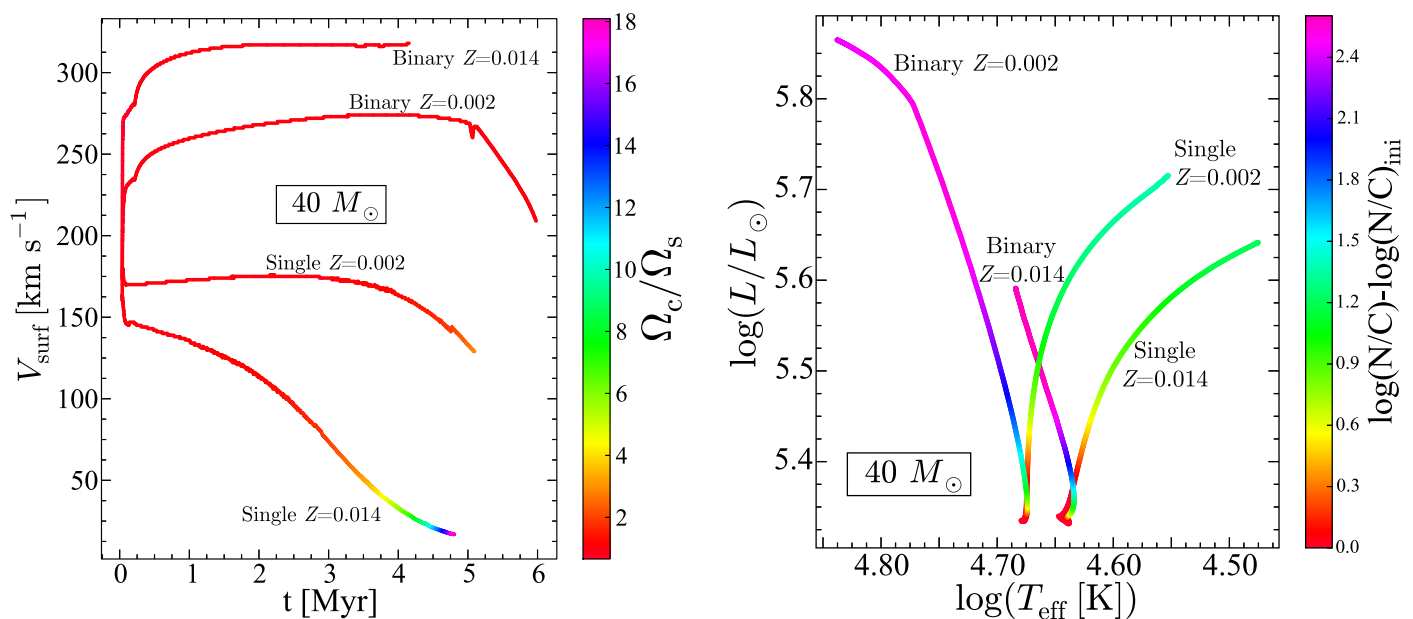 300
250
200
150
100
50
V_surf [km s⁻¹]
Binary Z=0.014
Binary Z=0.002
40 M⊙
Single Z=0.002
Single Z=0.014
0 1 2 3 4 5 6
t [Myr]
18
16
14
12
10
8
6
4
2
Ω_c/Ω_s
5.8
5.7
5.6
5.5
5.4
log(L/L⊙)
Binary Z=0.002
Single
Z=0.002
Binary
Z=0.014
Single
Z=0.014
40 M⊙
4.80 4.70 4.60 4.50
log(T_eff [K])
2.4
2.1
1.8
1.5
1.2
0.9
0.6
0.3
0.0
log(N/C)-log(N/C)_ini